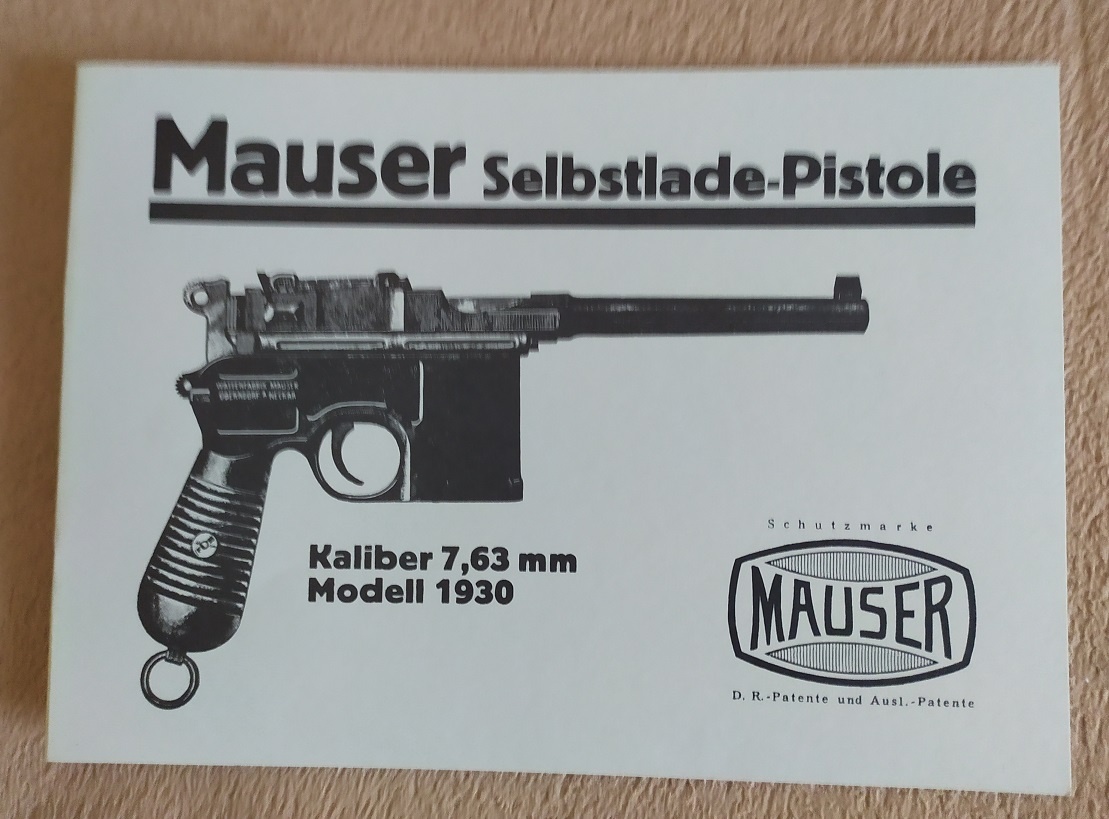 Mauser Selbstlade-Pistole
WAFFENFABRIK MAUSER
OBERNDORF A NECKAR
Kaliber 7,63 mm
Modell 1930
Schutzmarke
MAUSER
D. R.-Patente und Ausl.-Patente